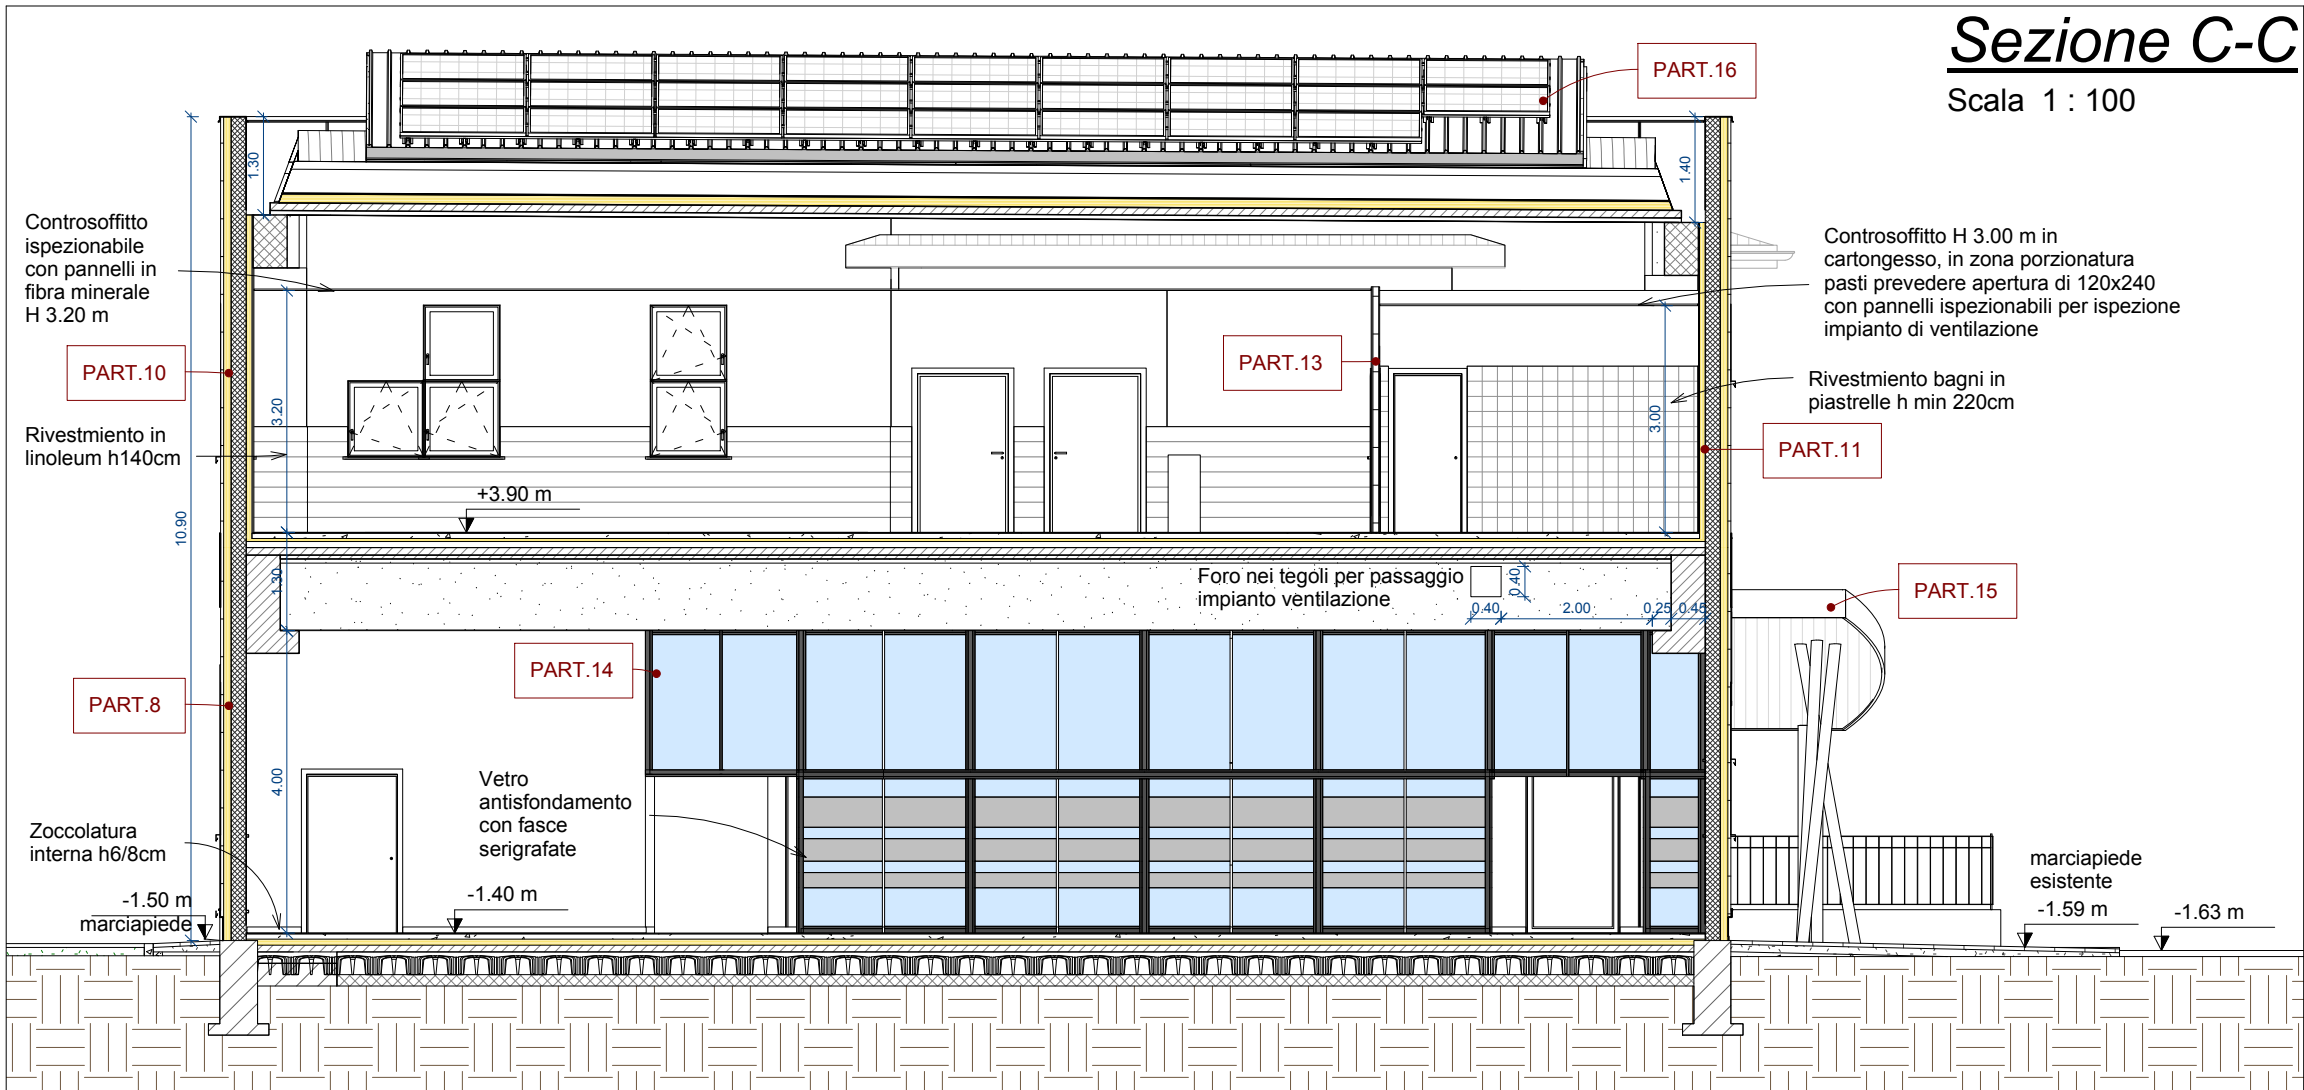 Sezione C-C
Scala 1 : 100
PART.16
1.30
1.40
Controsoffitto
ispezionabile
con pannelli in
fibra minerale
H 3.20 m
Controsoffitto H 3.00 m in
cartongesso, in zona porzionatura
pasti prevedere apertura di 120x240
con pannelli ispezionabili per ispezione
impianto di ventilazione
PART.10
PART.13
Rivestmiento bagni in
piastrelle h min 220cm
3.20
3.00
Rivestmiento in
linoleum h140cm
PART.11
+3.90 m
10.90
1.30
Foro nei tegoli per passaggio
impianto ventilazione
0.40
0.40
2.00
0.25
0.45
PART.15
PART.14
PART.8
4.00
Vetro
antisfondamento
con fasce
serigrafate
Zoccolatura
interna h6/8cm
-1.50 m
marciapiede
-1.40 m
marciapiede
esistente
-1.59 m
-1.63 m